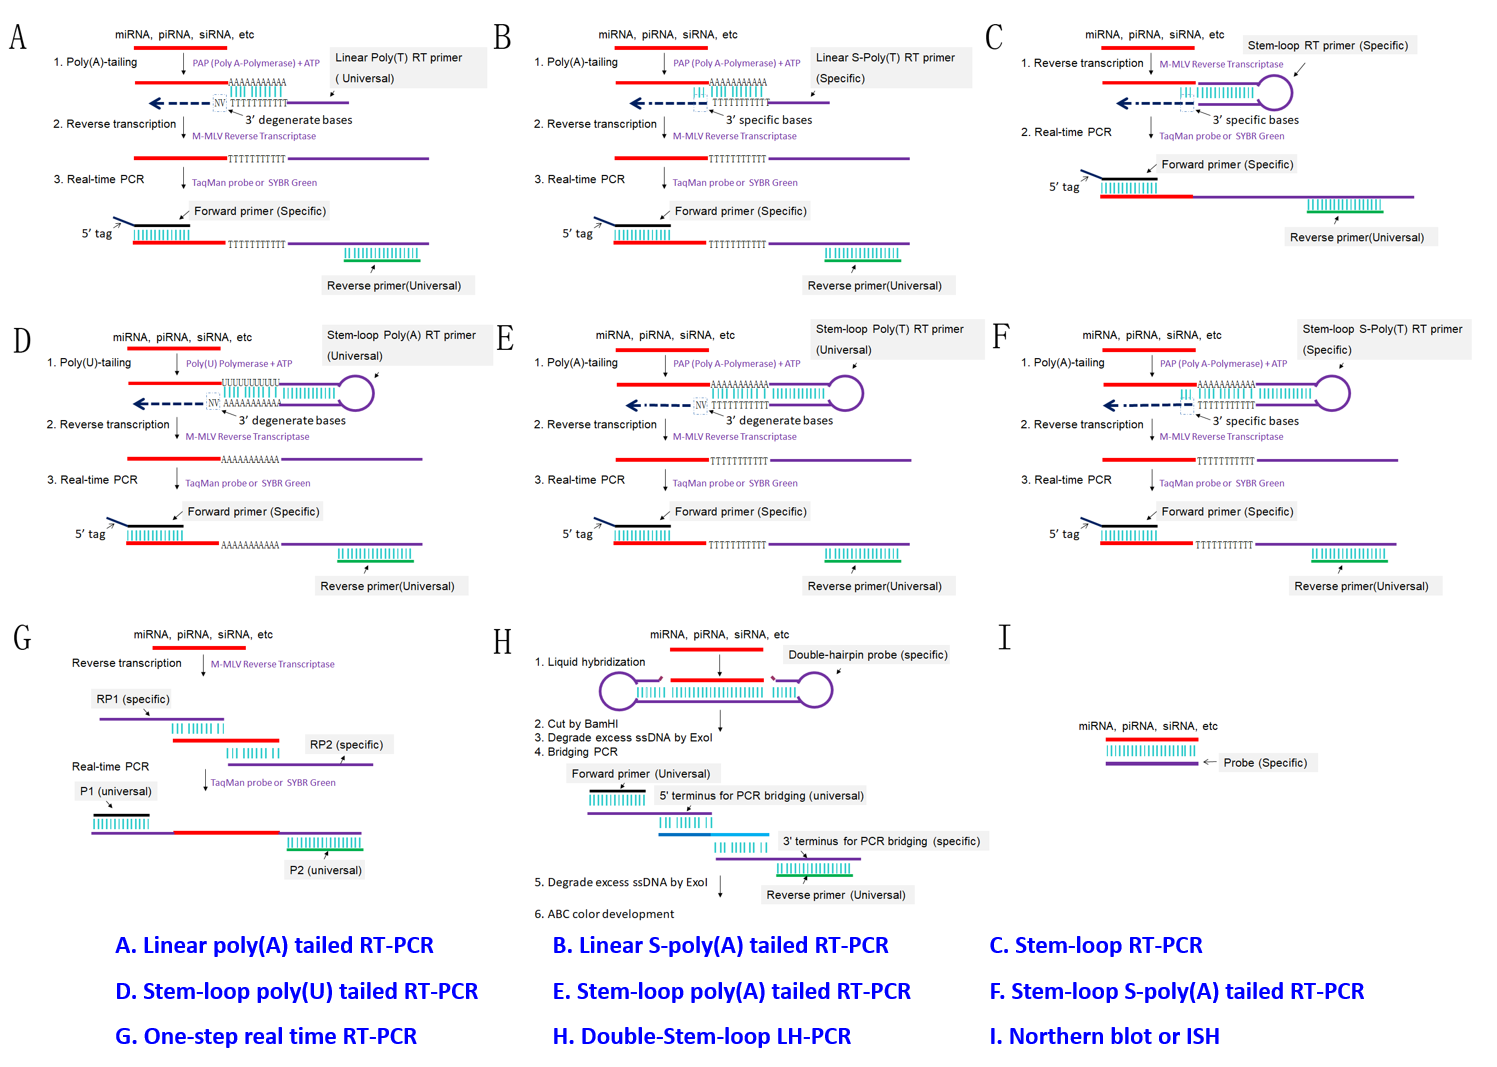 A
miRNA, piRNA, siRNA, etc
1. Poly(A)-tailing
PAP (Poly A-Polymerase) + ATP
Linear Poly(T) RT primer
( Universal)
AAAAAAAAAAA
NV
TTTTTTTTTTT
3’ degenerate bases
2. Reverse transcription
M-MLV Reverse Transcriptase
TTTTTTTTTTT
3. Real-time PCR
TaqMan probe or SYBR Green
Forward primer (Specific)
5’ tag
TTTTTTTTTTT
Reverse primer(Universal)
B
miRNA, piRNA, siRNA, etc
1. Poly(A)-tailing
PAP (Poly A-Polymerase) + ATP
Linear S-Poly(T) RT primer
(Specific)
AAAAAAAAAAA
TTTTTTTTTTT
3’ specific bases
2. Reverse transcription
M-MLV Reverse Transcriptase
TTTTTTTTTTT
3. Real-time PCR
TaqMan probe or SYBR Green
Forward primer (Specific)
5’ tag
TTTTTTTTTTT
Reverse primer(Universal)
C
miRNA, piRNA, siRNA, etc
Stem-loop RT primer (Specific)
1. Reverse transcription
M-MLV Reverse Transcriptase
3’ specific bases
2. Real-time PCR
TaqMan probe or SYBR Green
Forward primer (Specific)
5’ tag
Reverse primer(Universal)
D
miRNA, piRNA, siRNA, etc
1. Poly(U)-tailing
Poly(U) Polymerase + ATP
Stem-loop Poly(A) RT primer
(Universal)
UUUUUUUUUUU
NV
AAAAAAAAAAA
3’ degenerate bases
2. Reverse transcription
M-MLV Reverse Transcriptase
AAAAAAAAAAA
3. Real-time PCR
TaqMan probe or SYBR Green
Forward primer (Specific)
5’ tag
AAAAAAAAAAA
Reverse primer(Universal)
E
miRNA, piRNA, siRNA, etc
1. Poly(A)-tailing
PAP (Poly A-Polymerase) + ATP
Stem-loop Poly(T) RT primer
(Universal)
AAAAAAAAAAA
NV
TTTTTTTTTTT
3’ degenerate bases
2. Reverse transcription
M-MLV Reverse Transcriptase
TTTTTTTTTTT
3. Real-time PCR
TaqMan probe or SYBR Green
Forward primer (Specific)
5’ tag
TTTTTTTTTTT
Reverse primer(Universal)
F
miRNA, piRNA, siRNA, etc
1. Poly(A)-tailing
PAP (Poly A-Polymerase) + ATP
Stem-loop S-Poly(T) RT primer
(Specific)
AAAAAAAAAAA
TTTTTTTTTTT
3’ specific bases
2. Reverse transcription
M-MLV Reverse Transcriptase
TTTTTTTTTTT
3. Real-time PCR
TaqMan probe or SYBR Green
Forward primer (Specific)
5’ tag
TTTTTTTTTTT
Reverse primer(Universal)
G
miRNA, piRNA, siRNA, etc
Reverse transcription
M-MLV Reverse Transcriptase
RP1 (specific)
RP2 (specific)
Real-time PCR
TaqMan probe or SYBR Green
P1 (universal)
P2 (universal)
H
miRNA, piRNA, siRNA, etc
1. Liquid hybridization
Double-hairpin probe (specific)
2. Cut by BamHI
3. Degrade excess ssDNA by ExoI
4. Bridging PCR
Forward primer (Universal)
5' terminus for PCR bridging (universal)
3' terminus for PCR bridging (specific)
Reverse primer (Universal)
5. Degrade excess ssDNA by ExoI
6. ABC color development
I
miRNA, piRNA, siRNA, etc
Probe (Specific)
A. Linear poly(A) tailed RT-PCR
B. Linear S-poly(A) tailed RT-PCR
C. Stem-loop RT-PCR
D. Stem-loop poly(U) tailed RT-PCR
E. Stem-loop poly(A) tailed RT-PCR
F. Stem-loop S-poly(A) tailed RT-PCR
G. One-step real time RT-PCR
H. Double-Stem-loop LH-PCR
I. Northern blot or ISH